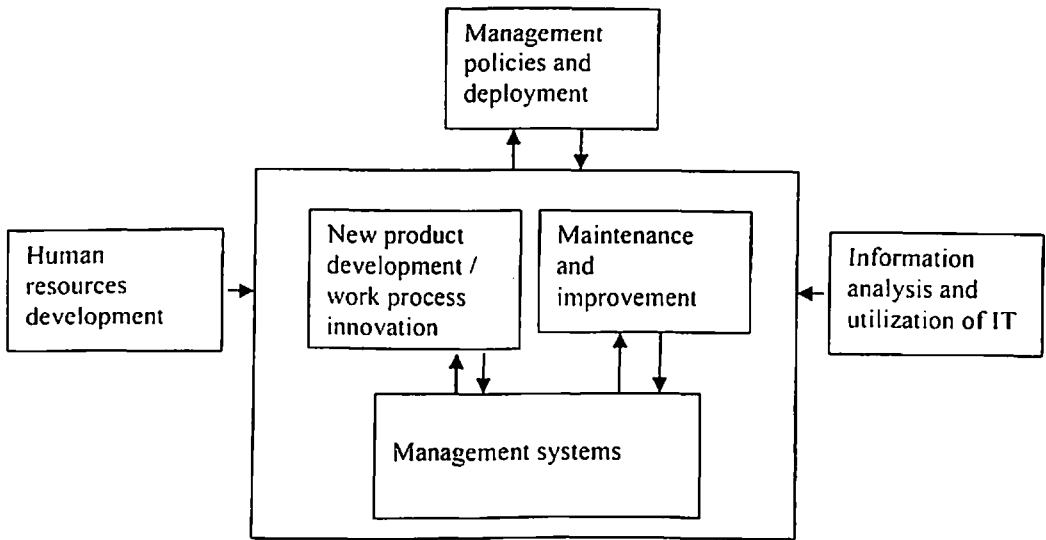 Management
policies and
deployment
Human
resources
development
New product
development /
work process
innovation
Maintenance
and
improvement
Information
analysis and
utilization of IT
Management systems